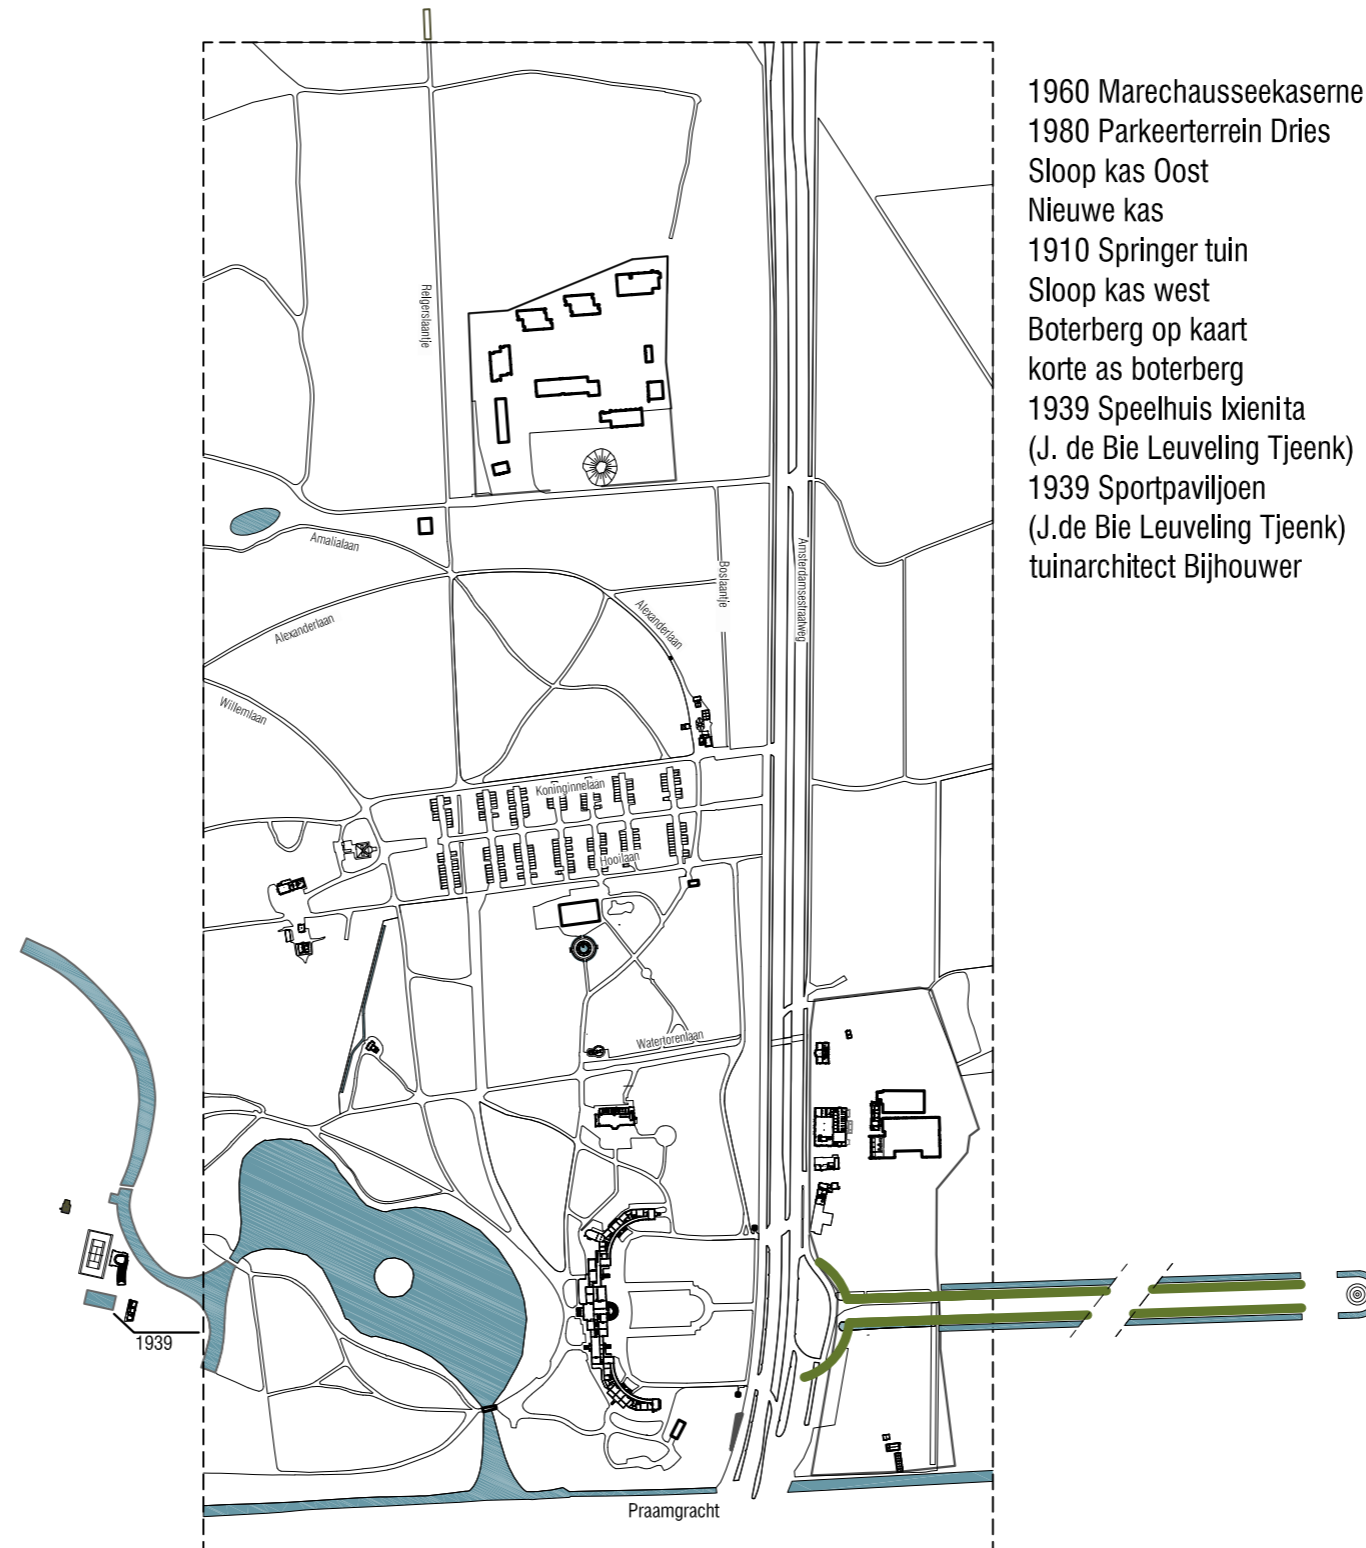 1960 Marechausseekaserne
1980 Parkeerterrein Dries
Sloop kas Oost
Nieuwe kas
1910 Springer tuin
Sloop kas west
Boterberg op kaart
korte as boterberg
1939 Speelhuis Ixienita
(J. de Bie Leuveling Tjeenk)
1939 Sportpaviljoen
(J.de Bie Leuveling Tjeenk)
tuinarchitect Bijhouwer
Reigerslaantje
Amalialaan
Alexanderlaan
Alexanderlaan
Boslaantje
Amsterdamsestraatweg
Willemlaan
Koninginnelaan
Hooilaan
Watertorenlaan
1939
Praamgracht